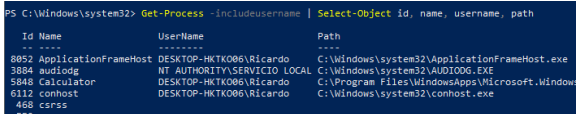 PS C:\Windows\system32> Get-Process -includeusername | Select-Object id, name, username, path
Id Name UserName Path
-- ---- -------- ----
8052 ApplicationFrameHost DESKTOP-HKTKO06\Ricardo C:\Windows\system32\ApplicationFrameHost.exe
3884 audiodg NT AUTHORITY\SERVICIO LOCAL C:\Windows\system32\AUDIODG.EXE
5848 Calculator DESKTOP-HKTKO06\Ricardo C:\Program Files\WindowsApps\Microsoft.Windows
6112 conhost DESKTOP-HKTKO06\Ricardo C:\Windows\system32\conhost.exe
468 csrss